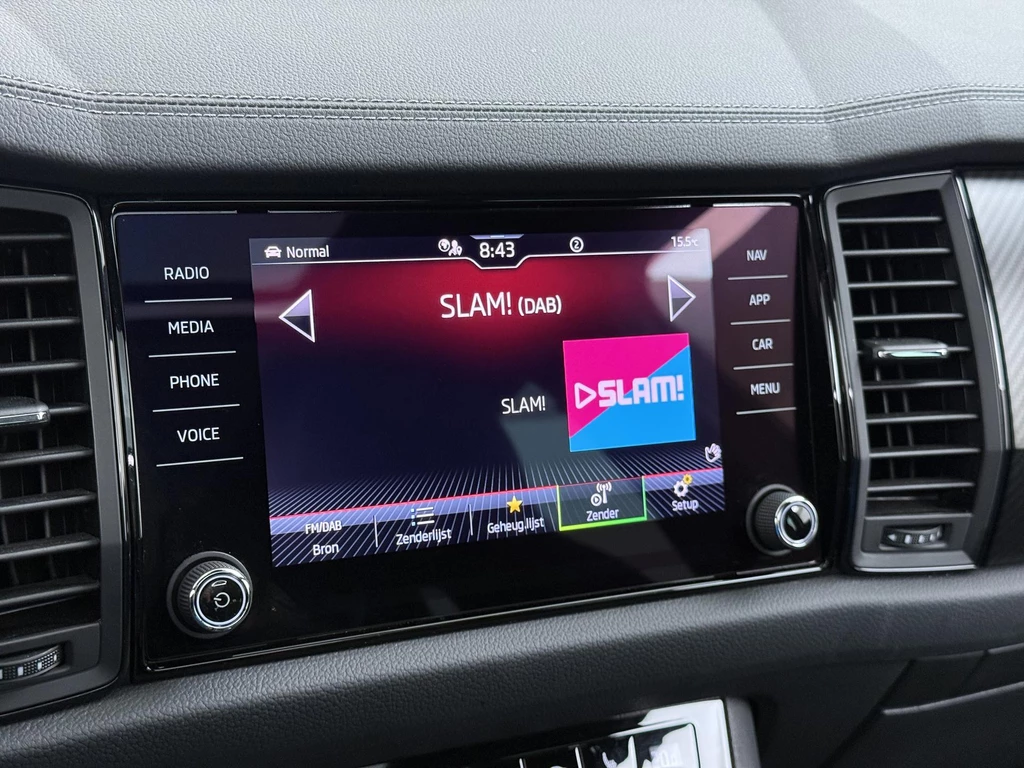 RADIO
MEDIA
PHONE
VOICE
Normal
8:43
2
15.5°C
SLAM! (DAB)
SLAM!
SLAM!
FM/DAB
Bron
Zenderlijst
Geheug.lijst
Zender
Setup
NAV
APP
CAR
MENU